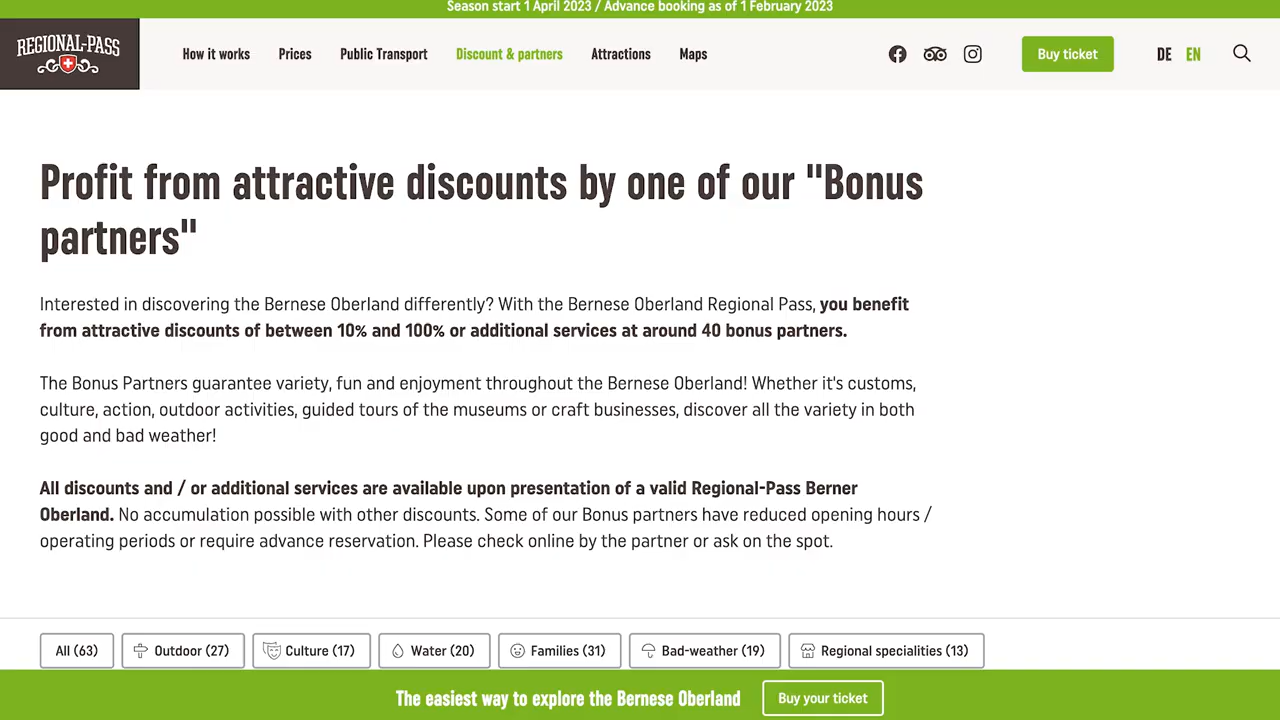 Season start 1 April 2023 / Advance booking as of 1 February 2023
REGIONAL-PASS
How it works Prices Public Transport Discount & partners Attractions Maps Buy ticket DE EN
Profit from attractive discounts by one of our "Bonus
partners"
Interested in discovering the Bernese Oberland differently? With the Bernese Oberland Regional Pass, you benefit
from attractive discounts of between 10% and 100% or additional services at around 40 bonus partners.
The Bonus Partners guarantee variety, fun and enjoyment throughout the Bernese Oberland! Whether it's customs,
culture, action, outdoor activities, guided tours of the museums or craft businesses, discover all the variety in both
good and bad weather!
All discounts and / or additional services are available upon presentation of a valid Regional-Pass Berner
Oberland. No accumulation possible with other discounts. Some of our Bonus partners have reduced opening hours /
operating periods or require advance reservation. Please check online by the partner or ask on the spot.
All (63) Outdoor (27) Culture (17) Water (20) Families (31) Bad-weather (19) Regional specialities (13)
The easiest way to explore the Bernese Oberland Buy your ticket